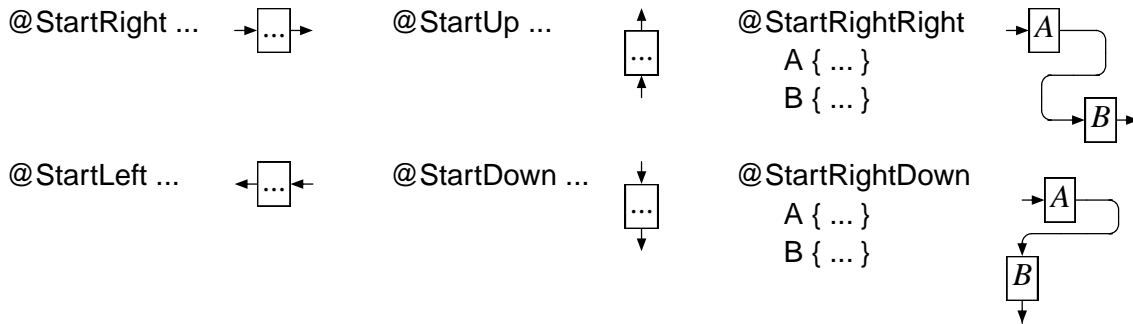 @StartRight ... ... @StartUp ... ... @StartRightRight A
A { ... }
B { ... } B
@StartLeft ... ... @StartDown ... ... @StartRightDown A
A { ... }
B { ... } B